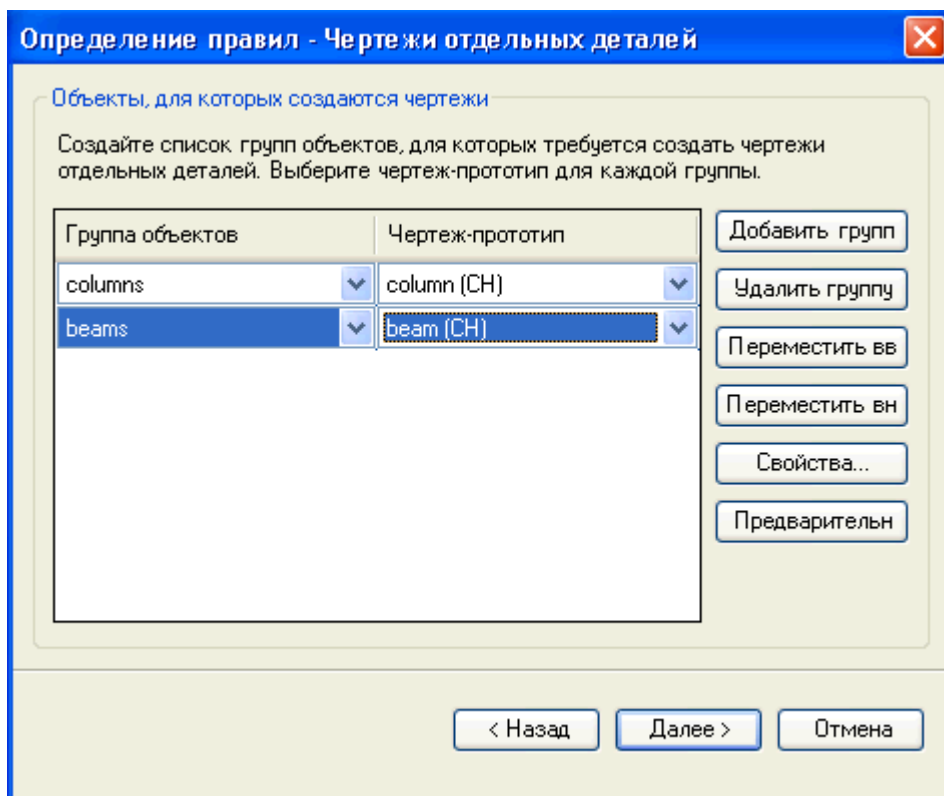 Определение правил - Чертежи отдельных деталей
Объекты, для которых создаются чертежи
Создайте список групп объектов, для которых требуется создать чертежи
отдельных деталей. Выберите чертеж-прототип для каждой группы.
Группа объектов Чертеж-прототип
columns column (CH)
beams beam (CH)
Добавить групп
Удалить группу
Переместить вв
Переместить вн
Свойства...
Предварительн
< Назад Далее > Отмена